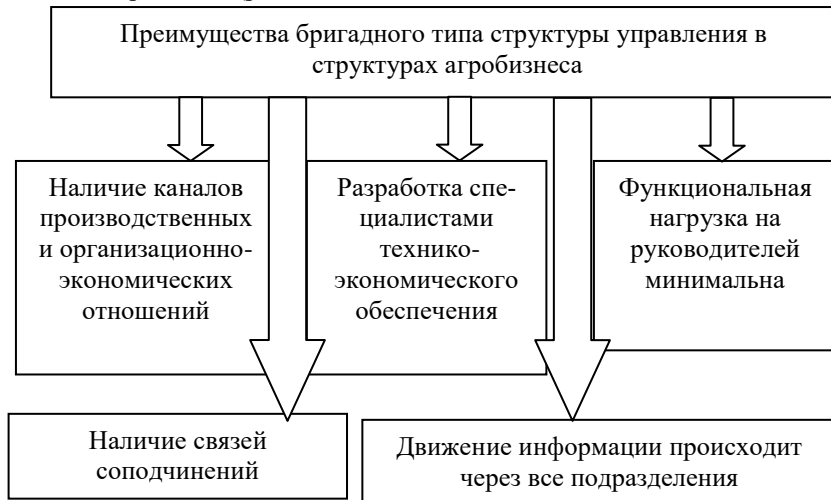 Преимущества бригадного типа структуры управления в
структурах агробизнеса
Наличие каналов
производственных
и организационно-
экономических
отношений
Разработка спе-
циалистами
технико-
экономического
обеспечения
Функциональная
нагрузка на
руководителей
минимальна
Наличие связей
соподчинений
Движение информации происходит
через все подразделения